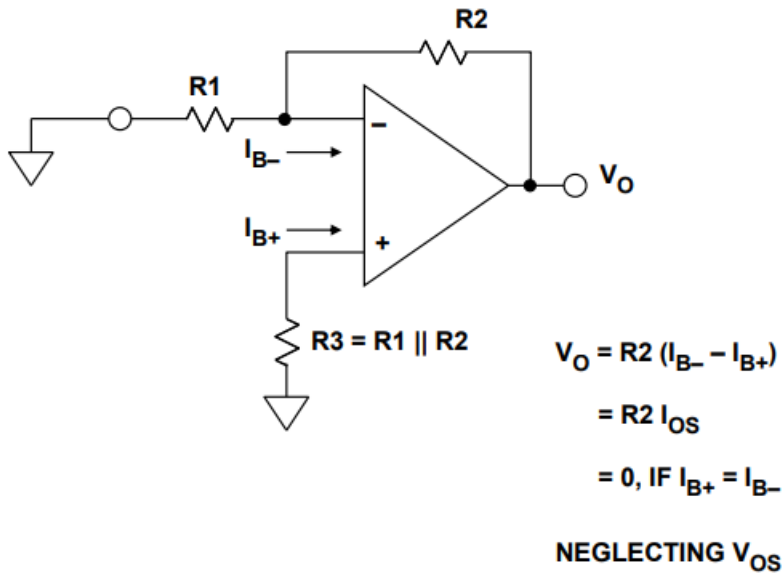 R2
R1
−
I_B–
V_O
I_B+
+
R3 = R1 || R2
V_O = R2 (I_B– – I_B+)
= R2 I_OS
= 0, IF I_B+ = I_B–
NEGLECTING V_OS